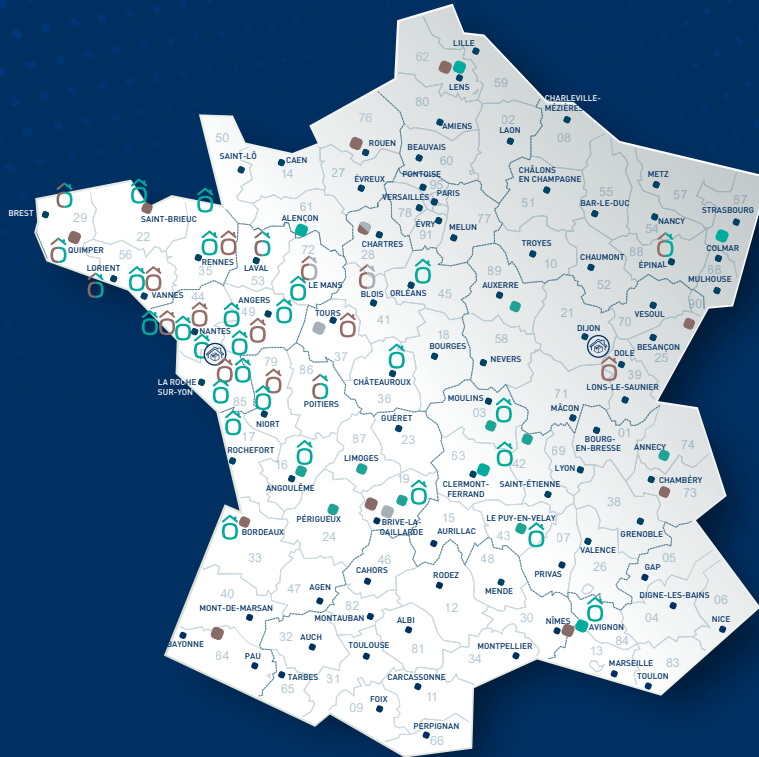 LILLE
62
59
LENS
CHARLEVILLE-
MÉZIÈRES
80
02
76
AMIENS
LAON
08
50
ROUEN
BEAUVAIS
SAINT-LÔ
CAEN
60
14
27
PONTOISE
CHÂLONS
EN CHAMPAGNE
METZ
ÉVREUX
95
PARIS
57
55
VERSAILLES
51
BAR-LE-DUC
67
61
78
77
NANCY
STRASBOURG
BREST
29
SAINT-BRIEUC
ALENÇON
ÉVRY
54
91
MELUN
22
CHARTRES
TROYES
COLMAR
QUIMPER
72
28
88
56
RENNES
CHAUMONT
ÉPINAL
LORIENT
35
LAVAL
10
68
53
89
52
MULHOUSE
LE MANS
AUXERRE
VANNES
44
BLOIS
ORLÉANS
45
90
ANGERS
49
TOURS
41
21
70
VESOUL
NANTES
DIJON
18
BOURGES
BESANÇON
37
DOLE
25
79
86
NEVERS
58
39
LA ROCHE
SUR-YON
CHÂTEAUROUX
LONS-LE-SAUNIER
85
POITIERS
36
MOULINS
71
NIORT
03
MÂCON
17
GUÉRET
01
23
BOURG-
EN-BRESSE
87
ROCHEFORT
69
ANNECY
74
16
LIMOGES
63
42
LYON
19
ANGOULÊME
CLERMONT-
FERRAND
SAINT-ÉTIENNE
CHAMBÉRY
73
38
PÉRIGUEUX
BRIVE-LA-
GAILLARDE
15
LE PUY-EN-VELAY
BORDEAUX
24
AURILLAC
43
07
GRENOBLE
VALENCE
33
46
48
05
26
CAHORS
PRIVAS
GAP
47
AGEN
RODEZ
MENDE
40
DIGNE-LES-BAINS
MONT-DE-MARSAN
82
12
06
MONTAUBAN
30
04
ALBI
NÎMES
AVIGNON
NICE
32
AUCH
BAYONNE
84
TOULOUSE
81
MONTPELLIER
64
34
13
PAU
83
TARBES
31
CARCASSONNE
MARSEILLE
65
TOULON
11
09
FOIX
PERPIGNAN
66